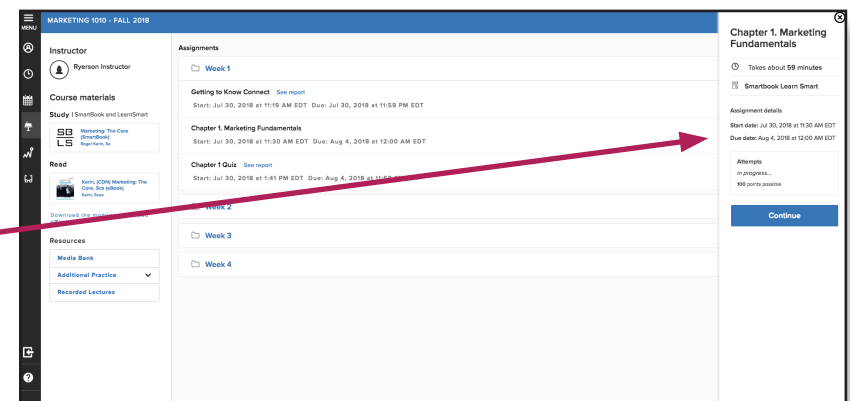 MENU
MARKETING 1010 - FALL 2018
Instructor
Ryerson Instructor
Course materials
Study | SmartBook and LearnSmart
SB
LS
Marketing: The Core
(SmartBook)
Roger Kerin, 5e
Read
Kerin, (CDN) Marketing: The
Core, 5ce (eBook)
Kerin, 5cee
Download the
Resources
Media Bank
Additional Practice
Recorded Lectures
Assignments
Week 1
Getting to Know Connect See report
Start: Jul 30, 2018 at 11:19 AM EDT Due: Jul 30, 2018 at 11:59 PM EDT
Chapter 1. Marketing Fundamentals
Start: Jul 30, 2018 at 11:30 AM EDT Due: Aug 4, 2018 at 12:00 AM EDT
Chapter 1 Quiz See report
Start: Jul 30, 2018 at 1:41 PM EDT Due: Aug 4, 2018 at
Week 2
Week 3
Week 4
Chapter 1. Marketing
Fundamentals
Takes about 59 minutes
Smartbook Learn Smart
Assignment details
Start date: Jul 30, 2018 at 11:30 AM EDT
Due date: Aug 4, 2018 at 12:00 AM EDT
Attempts
in progress...
100 points possible
Continue